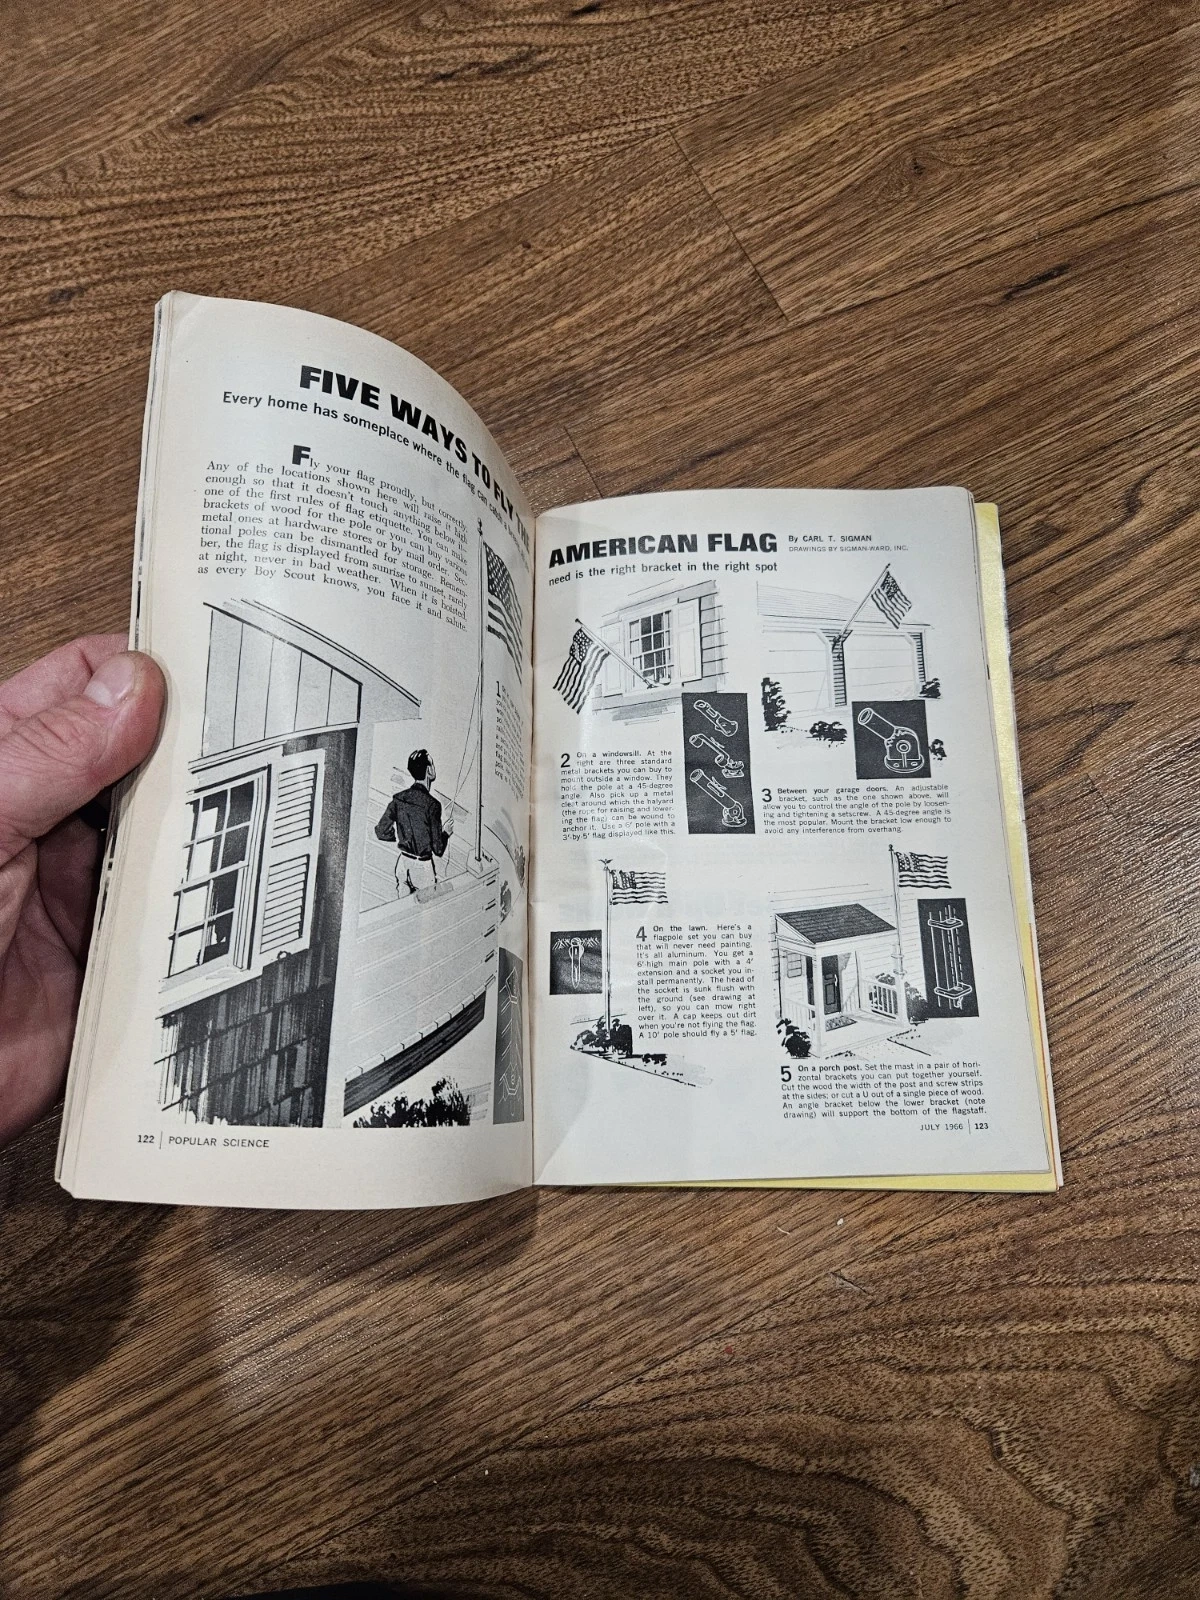 FIVE WAYS TO FLY THE
Every home has someplace where the flag can catch a
Fly your flag proudly, but correctly.
Any of the locations shown here will raise it high
enough so that it doesn't touch anything below it—
one of the first rules of flag etiquette. You can make
brackets of wood for the pole or you can buy various
metal ones at hardware stores or by mail order. Sec-
tional poles can be dismantled for storage. Remem-
ber, the flag is displayed from sunrise to sunset, rarely
at night, never in bad weather. When it is hoisted,
as every Boy Scout knows, you face it and salute.
1
122 | POPULAR SCIENCE
AMERICAN FLAG
By CARL T. SIGMAN
DRAWINGS BY SIGMAN-WARD, INC.
need is the right bracket in the right spot
2 On a windowsill. At the
right are three standard
metal brackets you can buy to
mount outside a window. They
hold the pole at a 45-degree
angle. Also pick up a metal
cleat around which the halyard
(the rope for raising and lower-
ing the flag) can be wound to
anchor it. Use a 6' pole with a
3'-by-5' flag displayed like this.
3 Between your garage doors. An adjustable
bracket, such as the one shown above, will
allow you to control the angle of the pole by loosen-
ing and tightening a setscrew. A 45-degree angle is
the most popular. Mount the bracket low enough to
avoid any interference from overhang.
4 On the lawn. Here's a
flagpole set you can buy
that will never need painting.
It's all aluminum. You get a
6'-high main pole with a 4'
extension and a socket you in-
stall permanently. The head of
the socket is sunk flush with
the ground (see drawing at
left), so you can mow right
over it. A cap keeps out dirt
when you're not flying the flag.
A 10' pole should fly a 5' flag.
5 On a porch post. Set the mast in a pair of hori-
zontal brackets you can put together yourself.
Cut the wood the width of the post and screw strips
at the sides; or cut a U out of a single piece of wood.
An angle bracket below the lower bracket (note
drawing) will support the bottom of the flagstaff.
JULY 1966 | 123